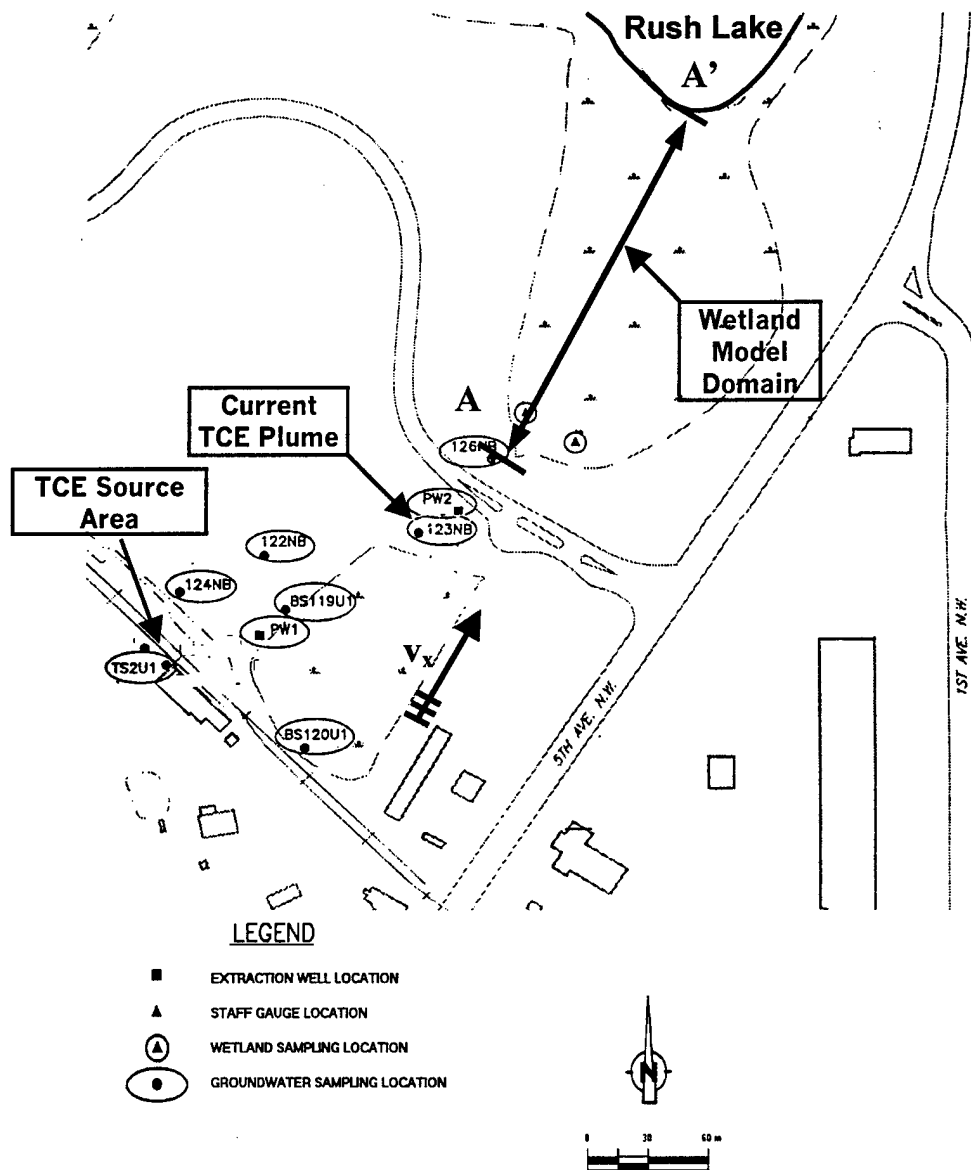 Rush Lake
A'
Wetland
Model
Domain
A
Current
TCE Plume
126NB
PW2
TCE Source
Area
123NB
122NB
124NB
BS119U1
PW1
TS2U1
vx
BS120U1
5TH AVE. N.W.
1ST AVE. N.W.
LEGEND
EXTRACTION WELL LOCATION
STAFF GAUGE LOCATION
WETLAND SAMPLING LOCATION
GROUNDWATER SAMPLING LOCATION
N
0 30 60 m